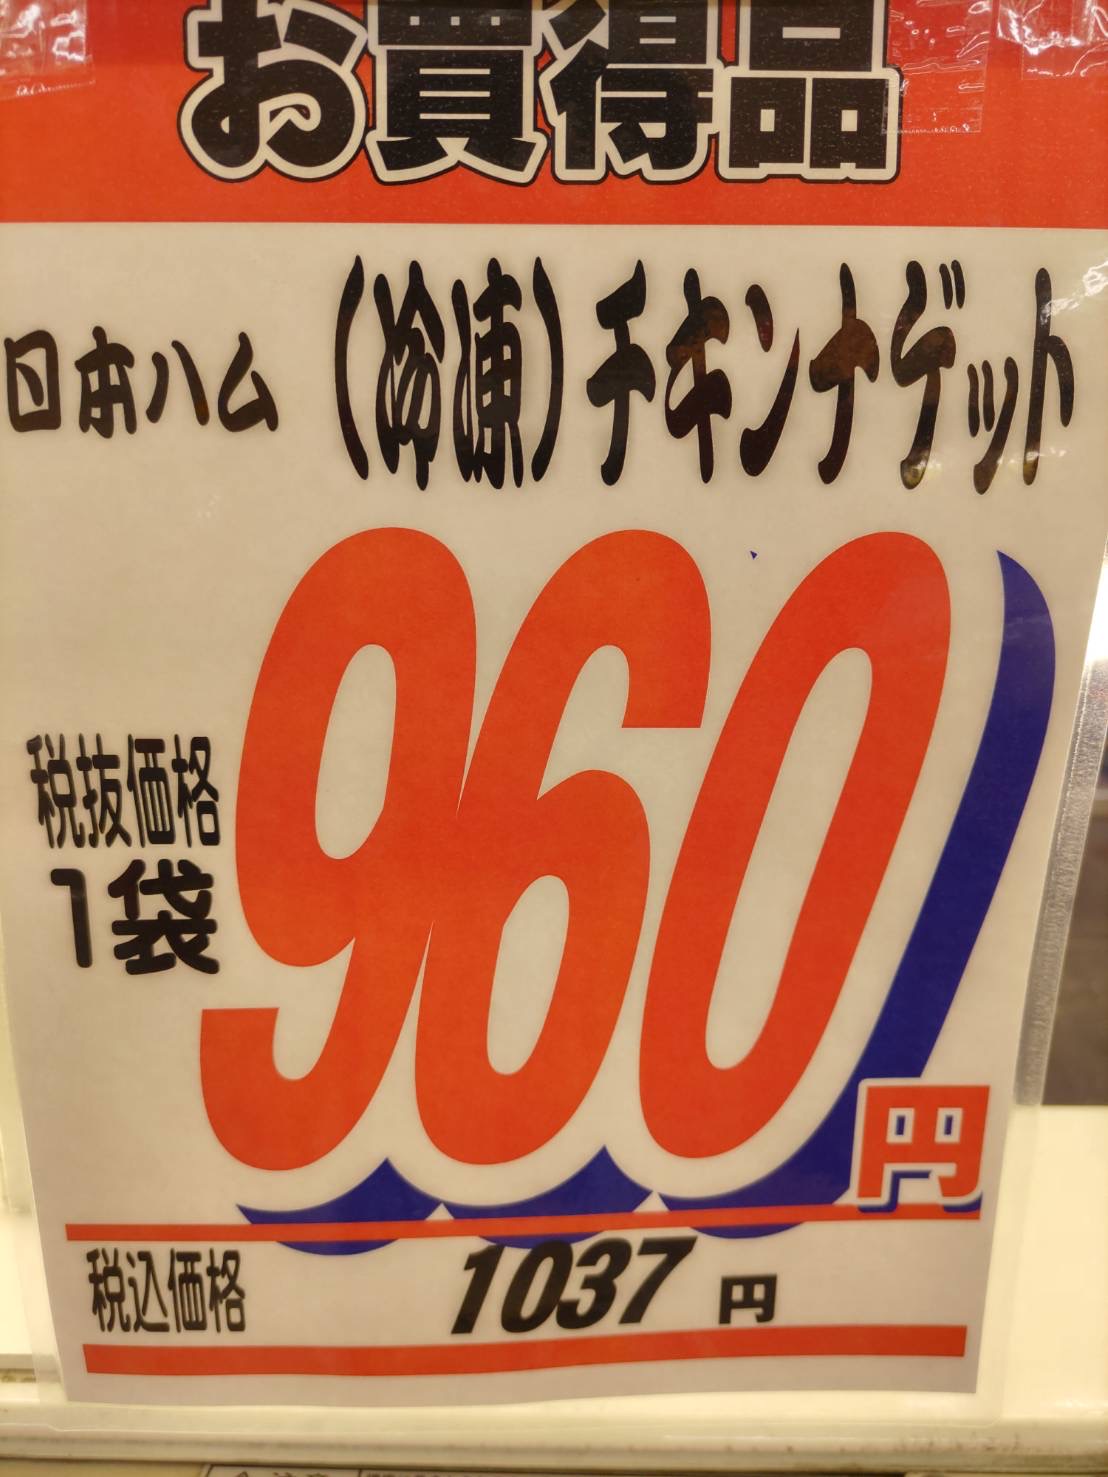 お買得品
日本ハム (冷凍)チキンナゲット
税抜価格
1袋
960円
税込価格 1037円